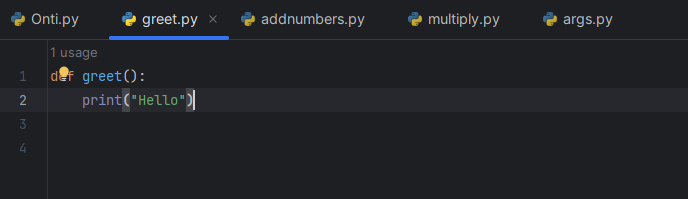 Onti.py greet.py addnumbers.py multiply.py args.py
1 usage
1 def greet():
2 print("Hello")
3
4